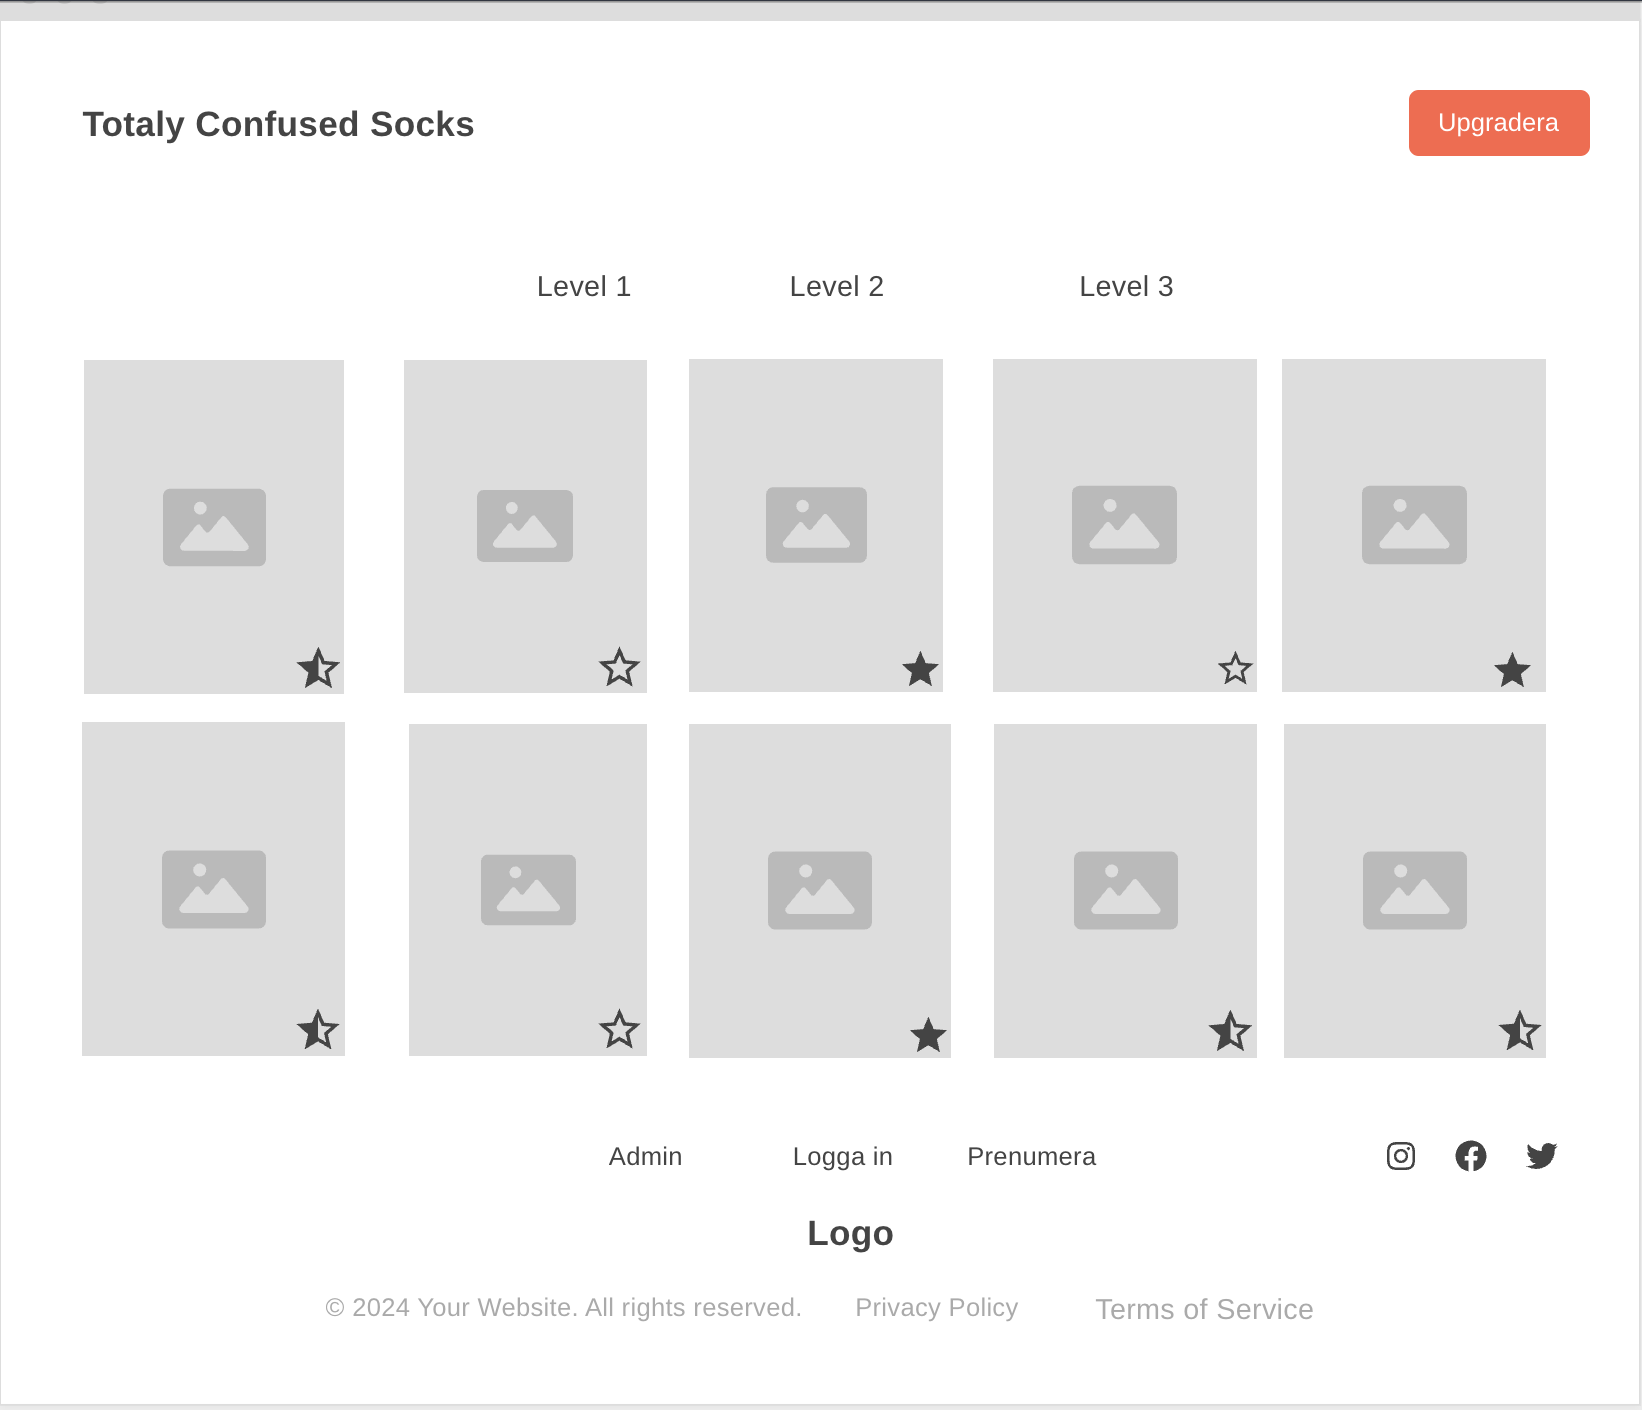 Totaly Confused Socks
Upgradera
Level 1
Level 2
Level 3
Admin
Logga in
Prenumera
Logo
© 2024 Your Website. All rights reserved.
Privacy Policy
Terms of Service